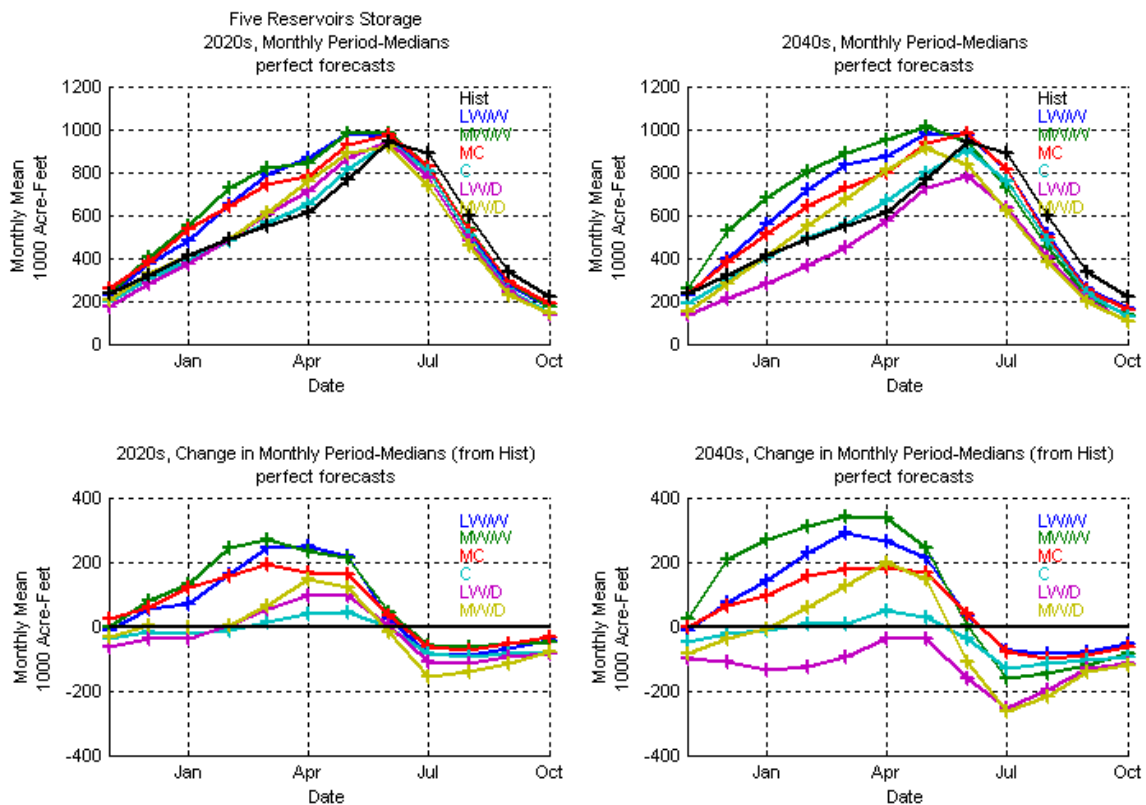 Five Reservoirs Storage
2020s, Monthly Period-Medians
perfect forecasts
Monthly Mean
1000 Acre-Feet
1200
1000
800
600
400
200
0
Hist
LW/W
MW/W
MC
C
LW/D
MW/D
Jan
Apr
Jul
Oct
Date
2040s, Monthly Period-Medians
perfect forecasts
Monthly Mean
1000 Acre-Feet
1200
1000
800
600
400
200
0
Hist
LW/W
MW/W
MC
C
LW/D
MW/D
Jan
Apr
Jul
Oct
Date
2020s, Change in Monthly Period-Medians (from Hist)
perfect forecasts
Monthly Mean
1000 Acre-Feet
400
200
0
-200
-400
LW/W
MW/W
MC
C
LW/D
MW/D
Jan
Apr
Jul
Oct
Date
2040s, Change in Monthly Period-Medians (from Hist)
perfect forecasts
Monthly Mean
1000 Acre-Feet
400
200
0
-200
-400
LW/W
MW/W
MC
C
LW/D
MW/D
Jan
Apr
Jul
Oct
Date